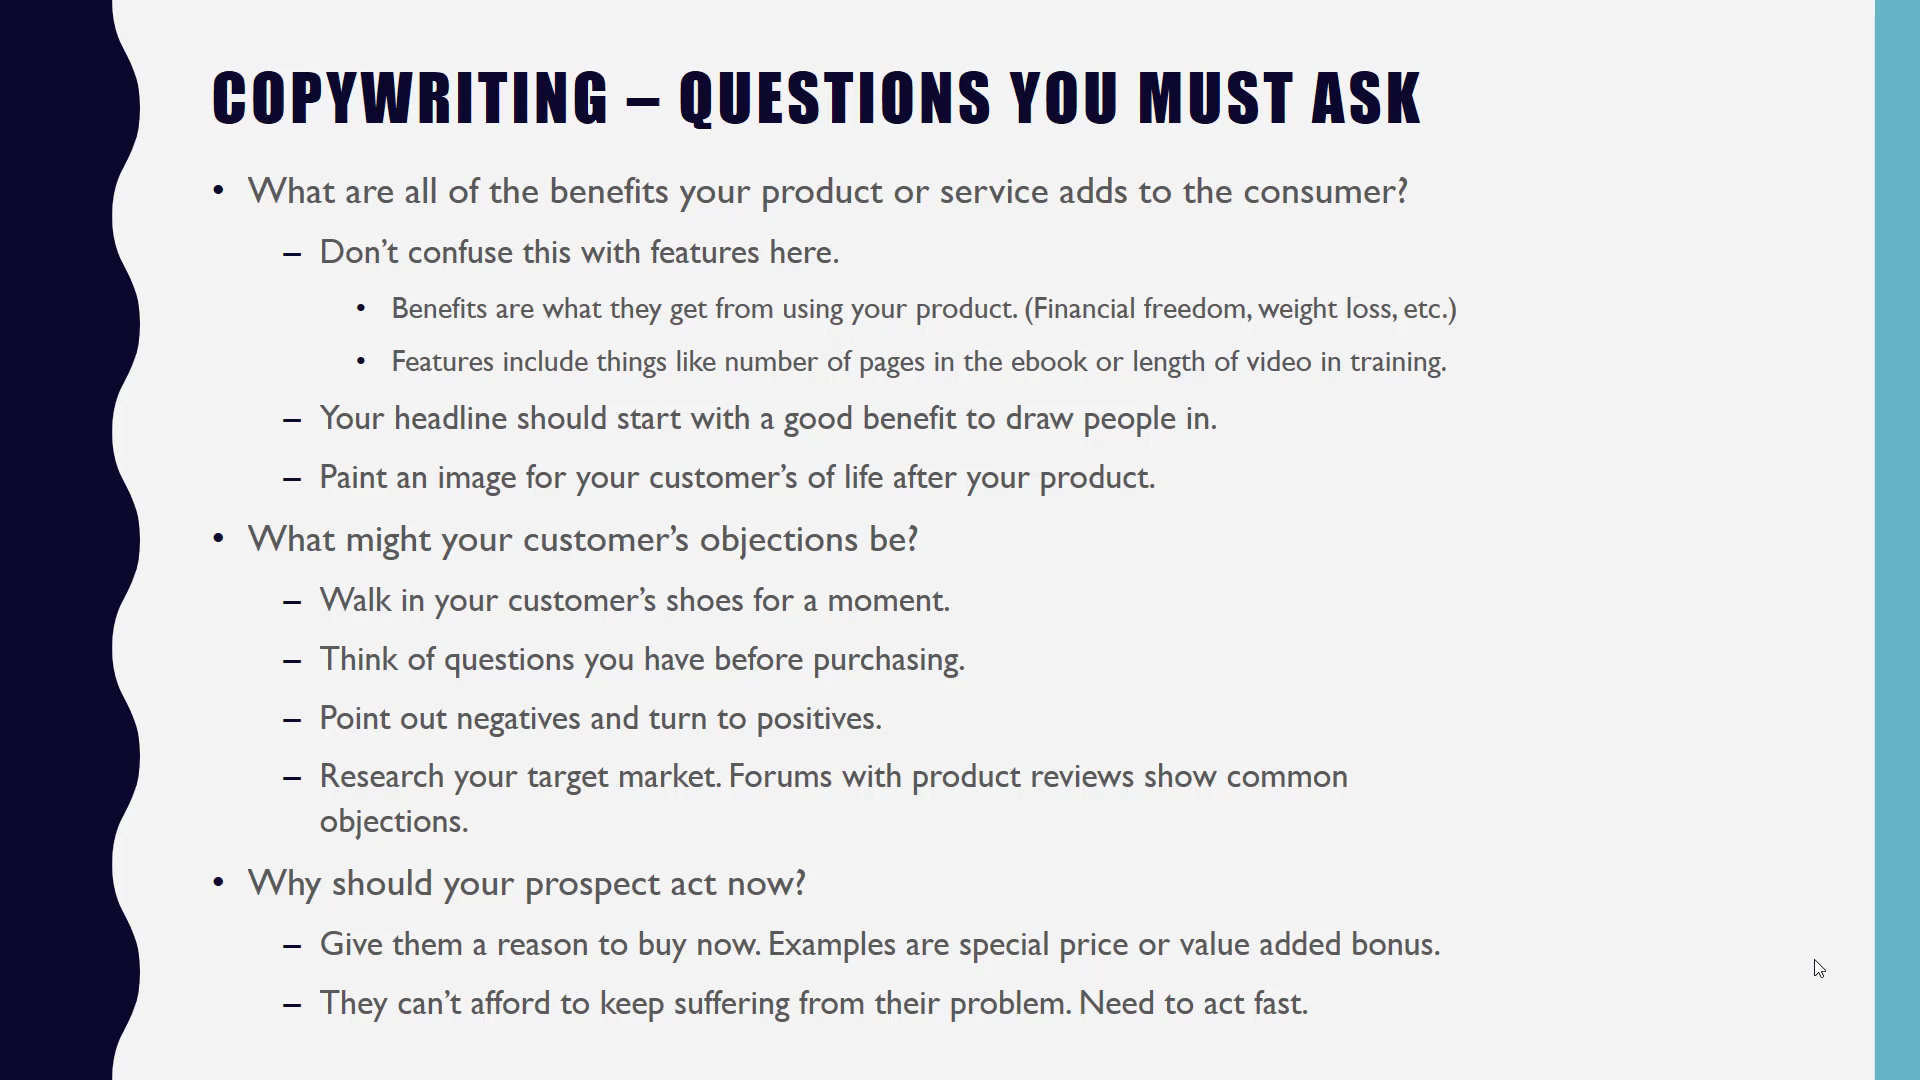 COPYWRITING – QUESTIONS YOU MUST ASK
• What are all of the benefits your product or service adds to the consumer?
– Don’t confuse this with features here.
• Benefits are what they get from using your product. (Financial freedom, weight loss, etc.)
• Features include things like number of pages in the ebook or length of video in training.
– Your headline should start with a good benefit to draw people in.
– Paint an image for your customer’s of life after your product.
• What might your customer’s objections be?
– Walk in your customer’s shoes for a moment.
– Think of questions you have before purchasing.
– Point out negatives and turn to positives.
– Research your target market. Forums with product reviews show common
objections.
• Why should your prospect act now?
– Give them a reason to buy now. Examples are special price or value added bonus.
– They can’t afford to keep suffering from their problem. Need to act fast.